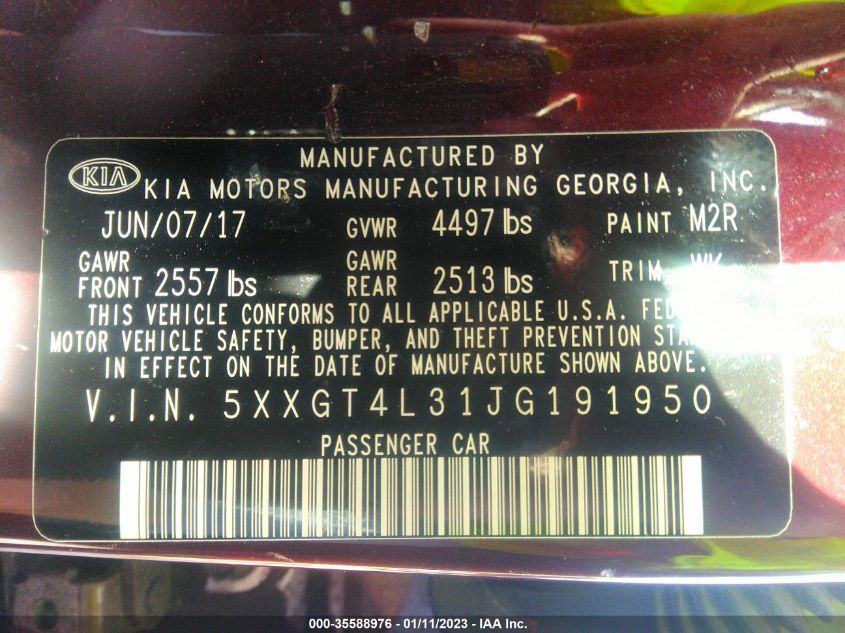 MANUFACTURED BY
KIA KIA MOTORS MANUFACTURING GEORGIA, INC.
JUN/07/17 GVWR 4497 lbs PAINT M2R
GAWR FRONT 2557 lbs GAWR REAR 2513 lbs TRIM WK
THIS VEHICLE CONFORMS TO ALL APPLICABLE U.S.A.
MOTOR VEHICLE SAFETY, BUMPER, AND THEFT PREVENTION
IN EFFECT ON THE DATE OF MANUFACTURE SHOWN ABOVE.
V.I.N. 5XXGT4L31JG191950
PASSENGER CAR
000-35588976 - 01/11/2023 - IAA Inc.